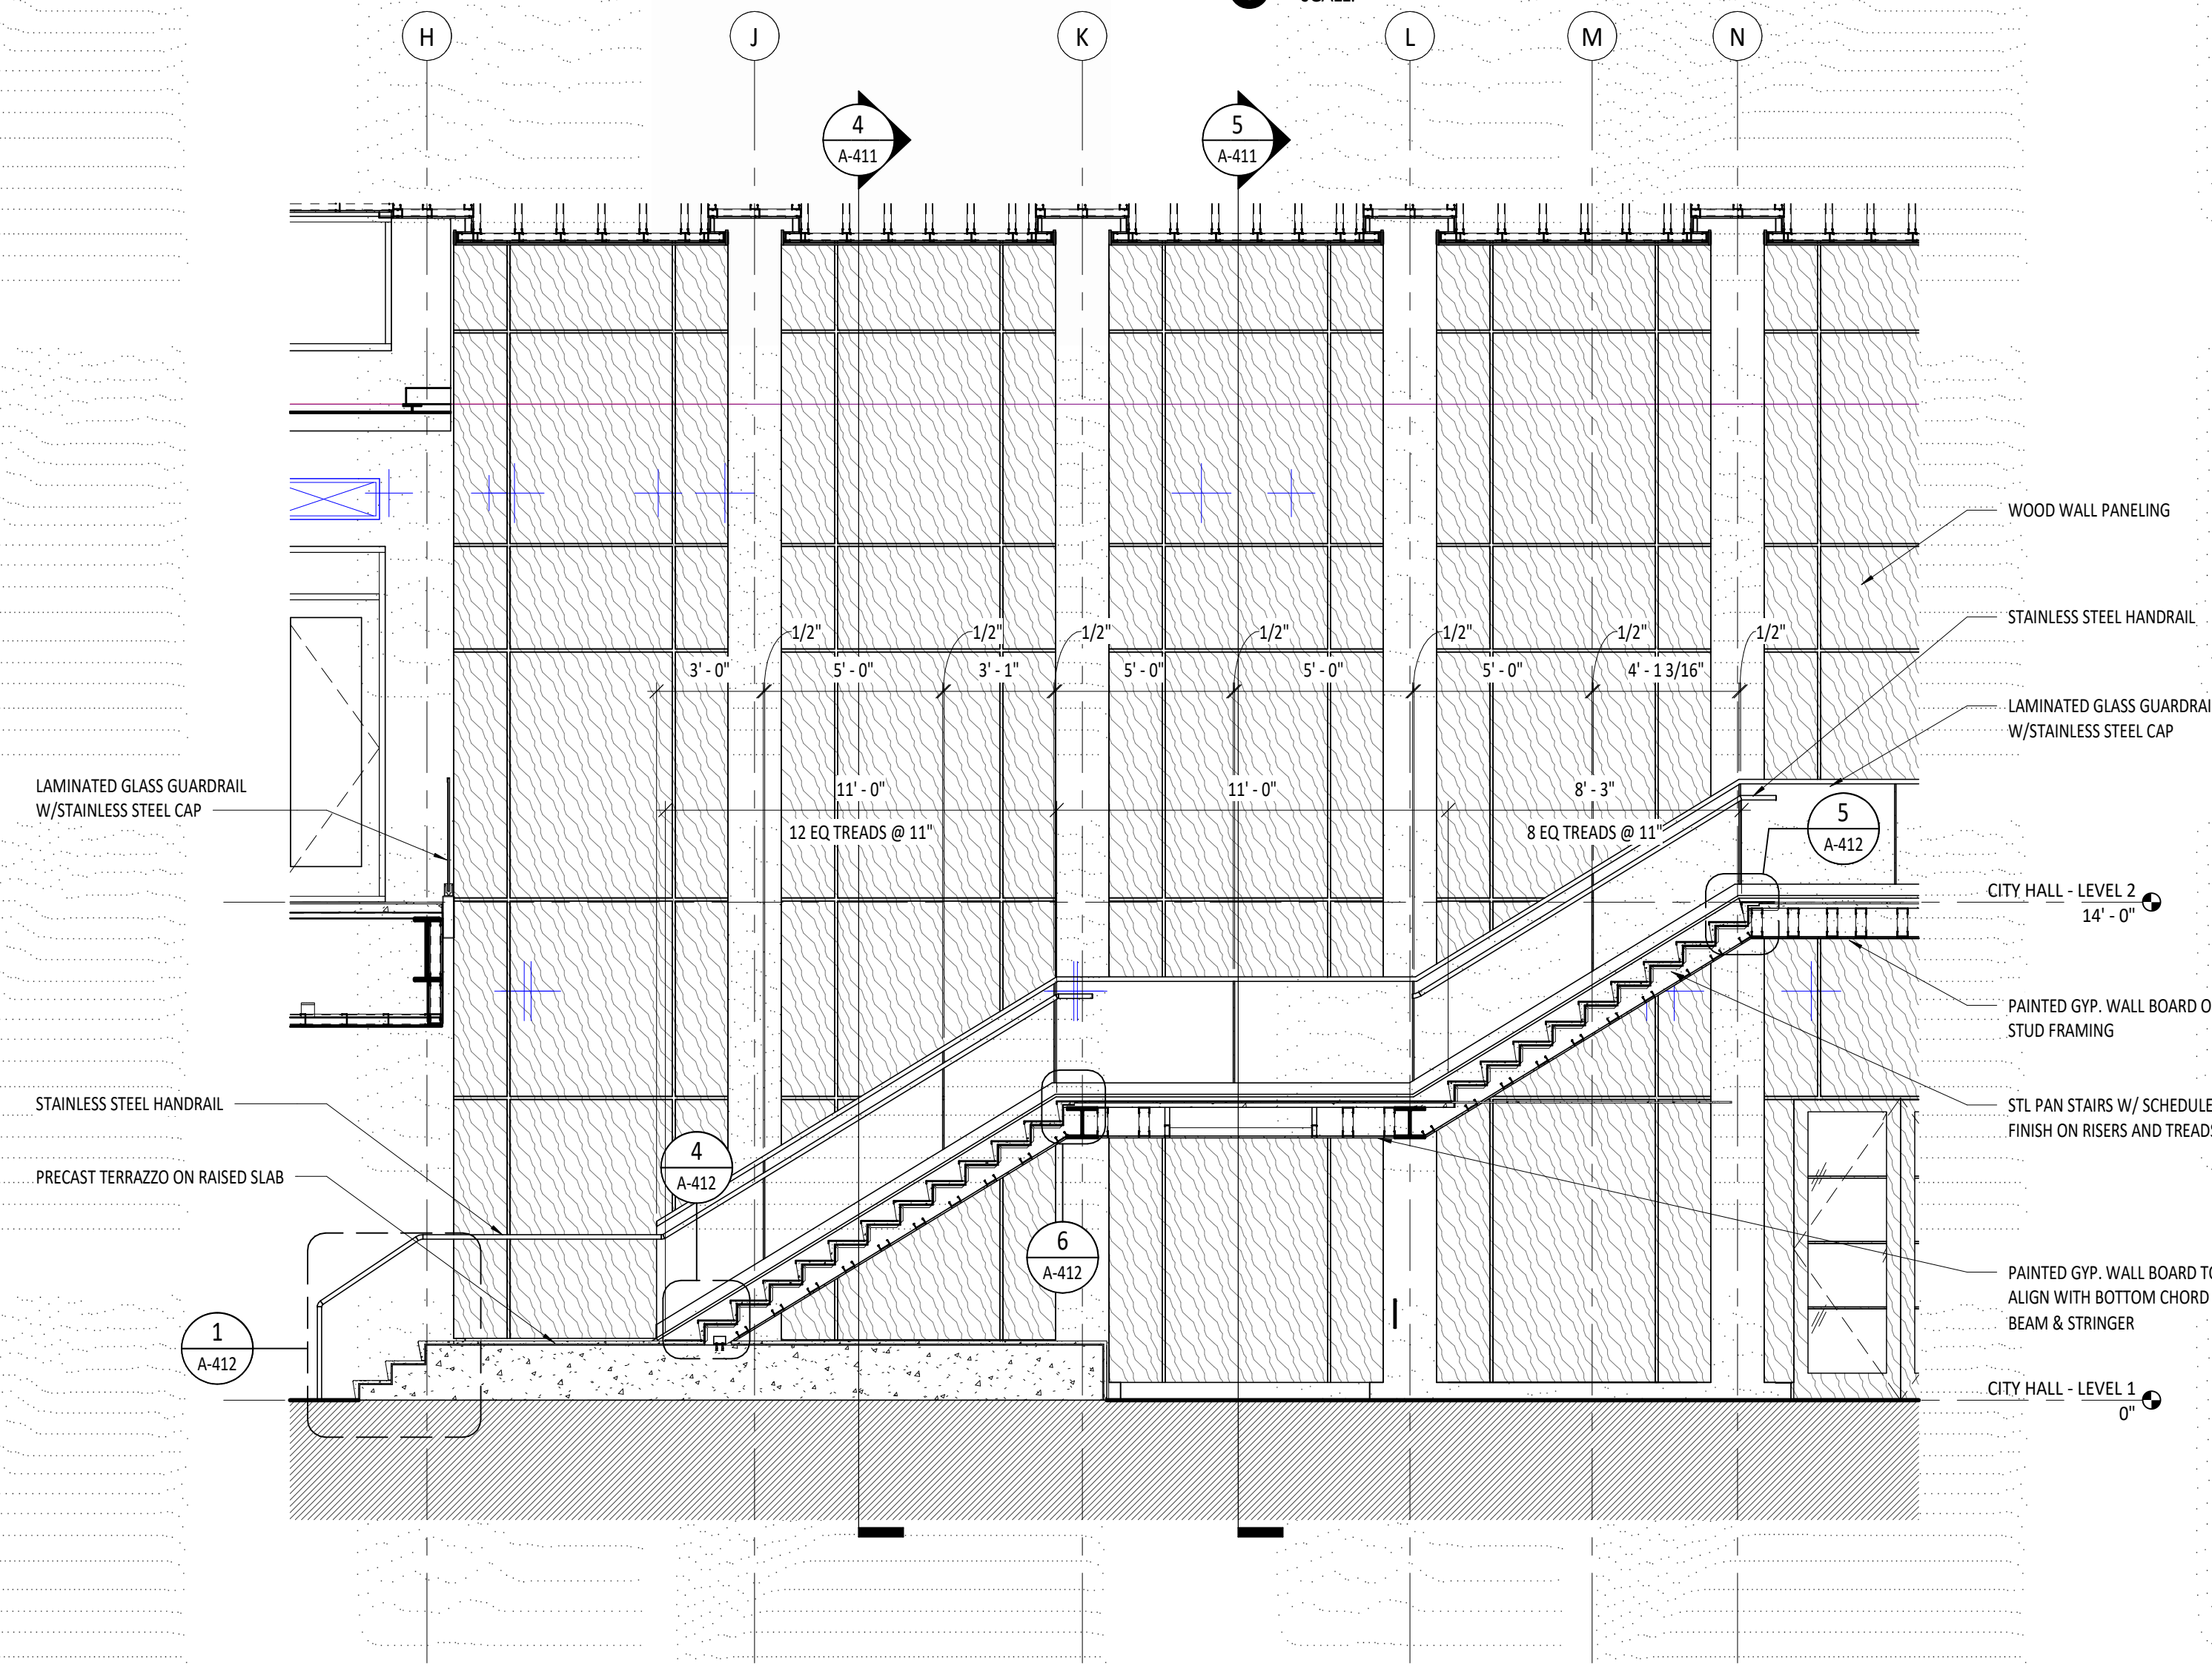 H
J
K
L
M
N
4
A-411
5
A-411
WOOD WALL PANELING
STAINLESS STEEL HANDRAIL
1/2"
1/2"
1/2"
1/2"
1/2"
1/2"
1/2"
3' - 0"
5' - 0"
3' - 1"
5' - 0"
5' - 0"
5' - 0"
4' - 1 3/16"
LAMINATED GLASS GUARDRAI
W/STAINLESS STEEL CAP
LAMINATED GLASS GUARDRAIL
W/STAINLESS STEEL CAP
11' - 0"
11' - 0"
8' - 3"
12 EQ TREADS @ 11"
8 EQ TREADS @ 11"
5
A-412
CITY HALL - LEVEL 2
14' - 0"
PAINTED GYP. WALL BOARD O
STUD FRAMING
STAINLESS STEEL HANDRAIL
STL PAN STAIRS W/ SCHEDULE
FINISH ON RISERS AND TREADS
4
A-412
PRECAST TERRAZZO ON RAISED SLAB
6
A-412
PAINTED GYP. WALL BOARD TO
ALIGN WITH BOTTOM CHORD
BEAM & STRINGER
1
A-412
CITY HALL - LEVEL 1
0"